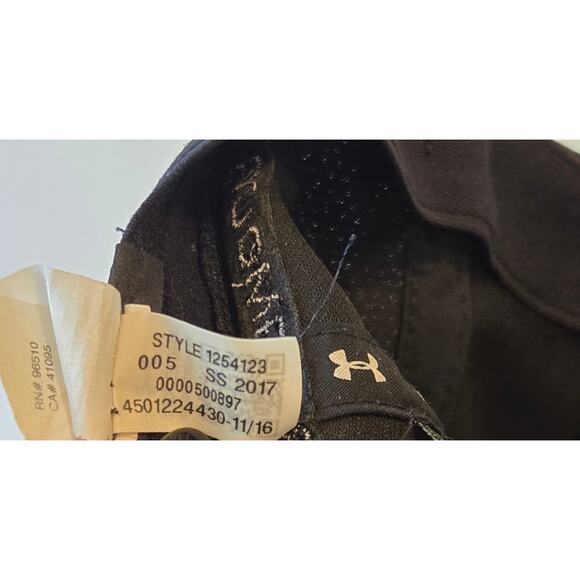 RN# 96510
CA# 41095
STYLE 1254123
005 SS 2017
0000500897
4501224430-11/16